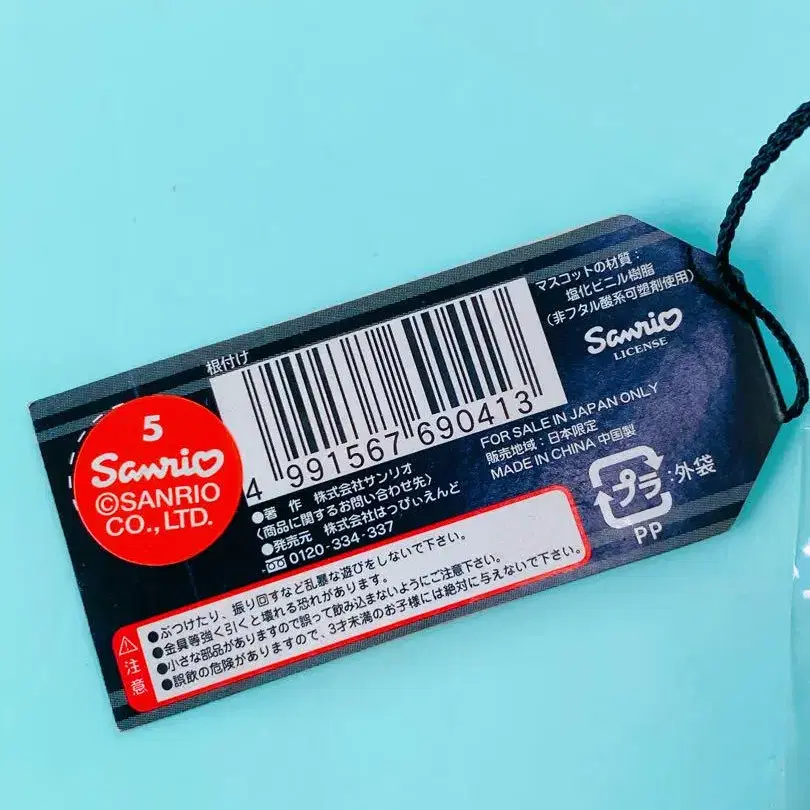 マスコットの材質:
塩化ビニル樹脂
(非フタル酸系可塑剤使用)
Sanrio
LICENSE
根付け
4 991567 690413
FOR SALE IN JAPAN ONLY
販売地域:日本限定
MADE IN CHINA 中国製
プラ
:外袋
PP
5
Sanrio
©SANRIO
CO., LTD.
●著 作 株式会社サンリオ
〈商品に関するお問い合わせ先〉
●発売元 株式会社はっぴぃえんど
0120-334-337
注意
●ぶつけたり、振り回すなど乱暴な遊びをしないで下さい。
●金具等強く引くと壊れる恐れがあります。
●小さな部品がありますので誤って飲み込まないようにご注意下さい。
●誤飲の危険がありますので、3才未満のお子様には絶対に与えないで下さい。